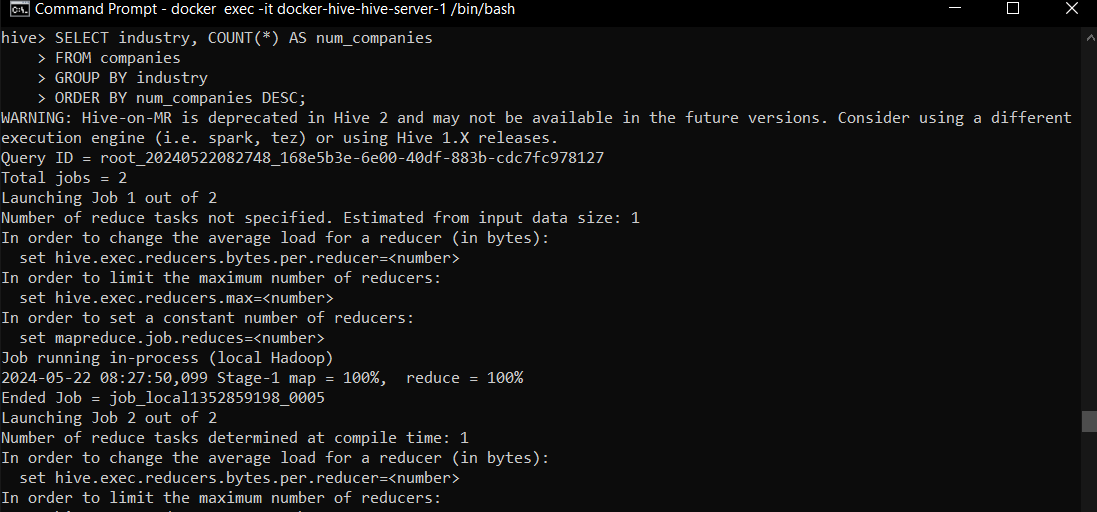 Command Prompt - docker  exec -it docker-hive-hive-server-1 /bin/bash
hive> SELECT industry, COUNT(*) AS num_companies
    > FROM companies
    > GROUP BY industry
    > ORDER BY num_companies DESC;
WARNING: Hive-on-MR is deprecated in Hive 2 and may not be available in the future versions. Consider using a different
execution engine (i.e. spark, tez) or using Hive 1.X releases.
Query ID = root_20240522082748_168e5b3e-6e00-40df-883b-cdc7fc978127
Total jobs = 2
Launching Job 1 out of 2
Number of reduce tasks not specified. Estimated from input data size: 1
In order to change the average load for a reducer (in bytes):
  set hive.exec.reducers.bytes.per.reducer=<number>
In order to limit the maximum number of reducers:
  set hive.exec.reducers.max=<number>
In order to set a constant number of reducers:
  set mapreduce.job.reduces=<number>
Job running in-process (local Hadoop)
2024-05-22 08:27:50,099 Stage-1 map = 100%,  reduce = 100%
Ended Job = job_local1352859198_0005
Launching Job 2 out of 2
Number of reduce tasks determined at compile time: 1
In order to change the average load for a reducer (in bytes):
  set hive.exec.reducers.bytes.per.reducer=<number>
In order to limit the maximum number of reducers: